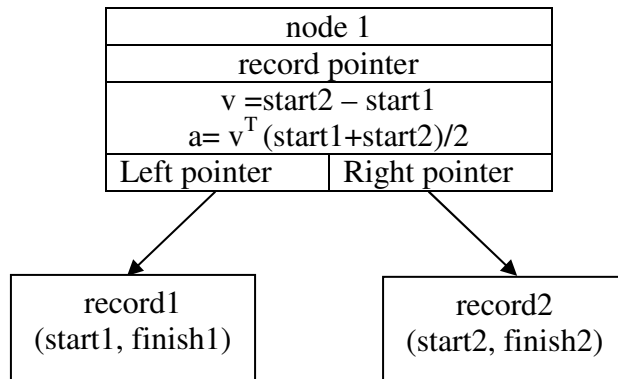 node 1
record pointer
v =start2 – start1
a= v^T (start1+start2)/2
Left pointer Right pointer
record1 record2
(start1, finish1) (start2, finish2)